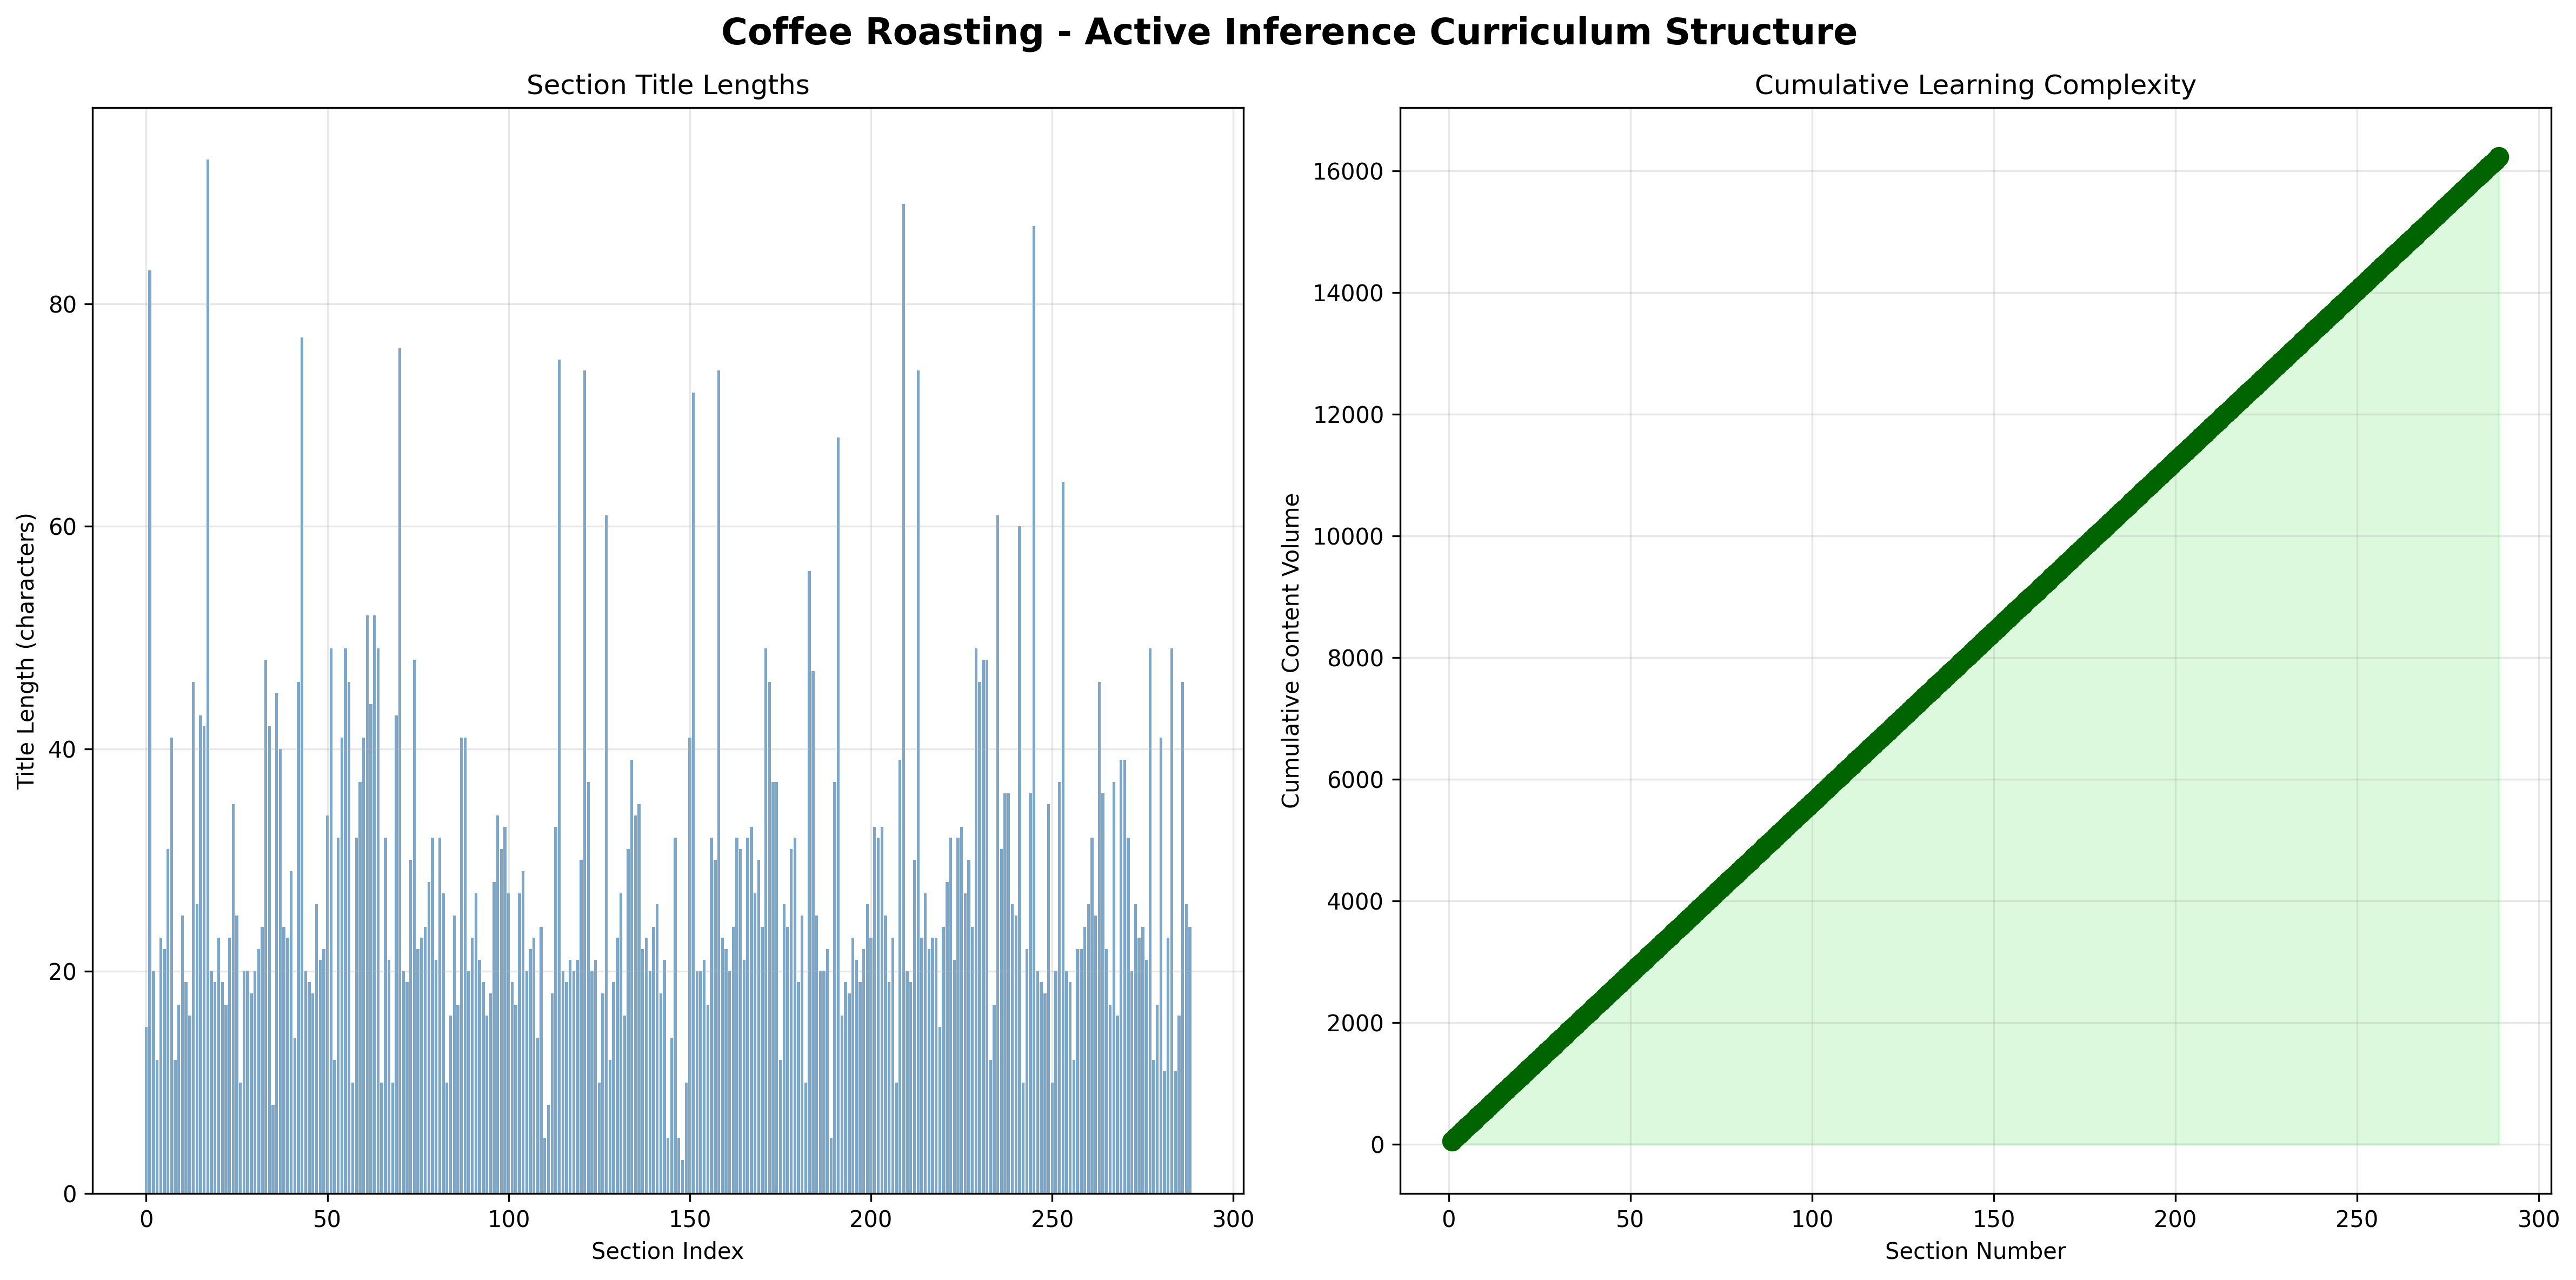 Coffee Roasting - Active Inference Curriculum Structure
Section Title Lengths
Title Length (characters)
80
60
40
20
0
0 50 100 150 200 250 300
Section Index
Cumulative Learning Complexity
Cumulative Content Volume
16000
14000
12000
10000
8000
6000
4000
2000
0
0 50 100 150 200 250 300
Section Number